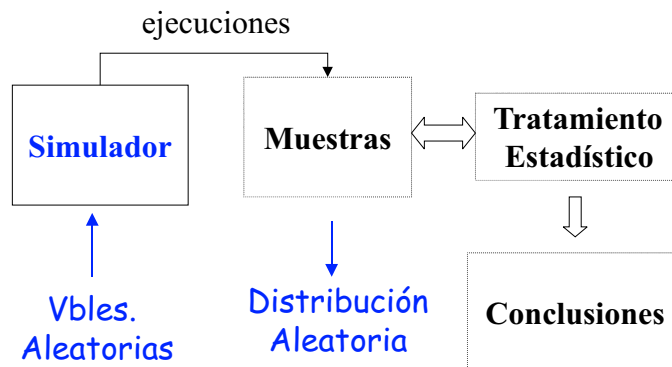 ejecuciones
Simulador
Muestras
Tratamiento
Estadístico
Vbles.
Aleatorias
Distribución
Aleatoria
Conclusiones